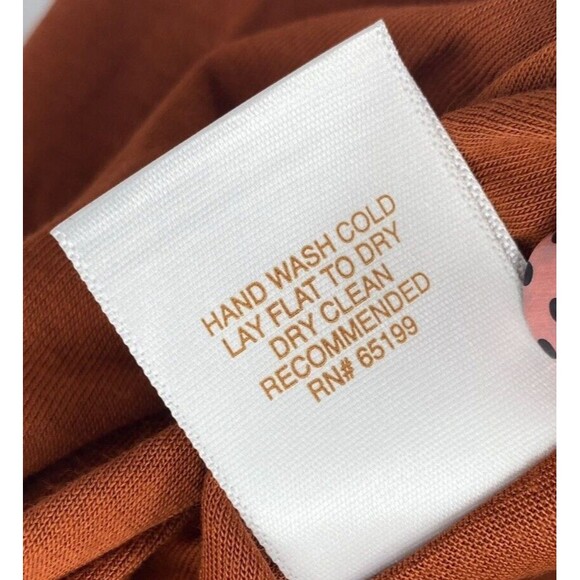 HAND WASH COLD
LAY FLAT TO DRY
DRY CLEAN
RECOMMENDED
RN# 65199